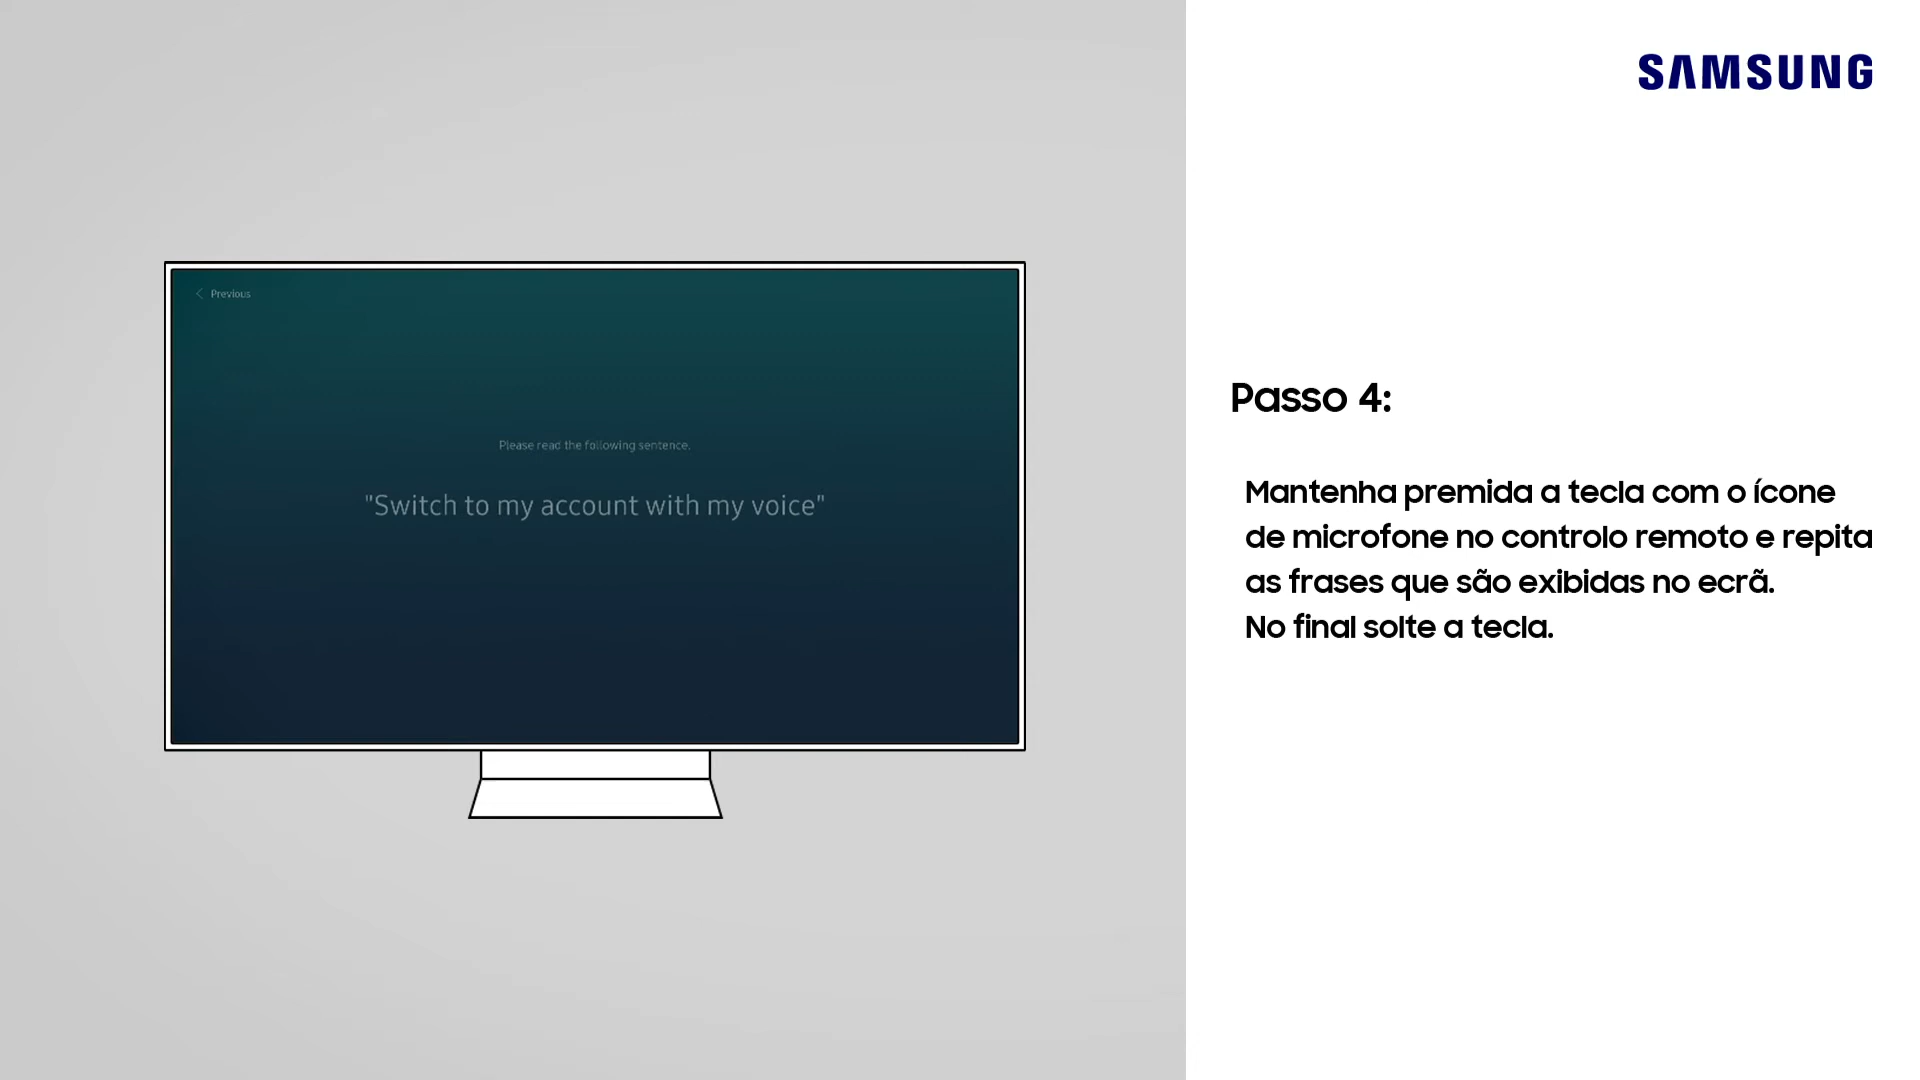 SAMSUNG
Previous
Please read the following sentence.
"Switch to my account with my voice"
Passo 4:
Mantenha premida a tecla com o ícone
de microfone no controlo remoto e repita
as frases que são exibidas no ecrã.
No final solte a tecla.